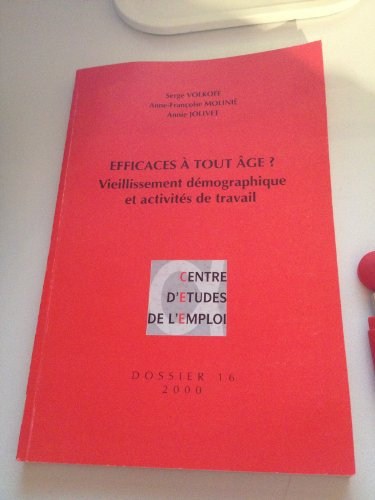 Serge VOLKOFF
Anne-Françoise MOLINIÉ
Annie JOLIVET
EFFICACES À TOUT ÂGE ?
Vieillissement démographique
et activités de travail
CENTRE
D'ETUDES
DE L'EMPLOI
DOSSIER 16
2000